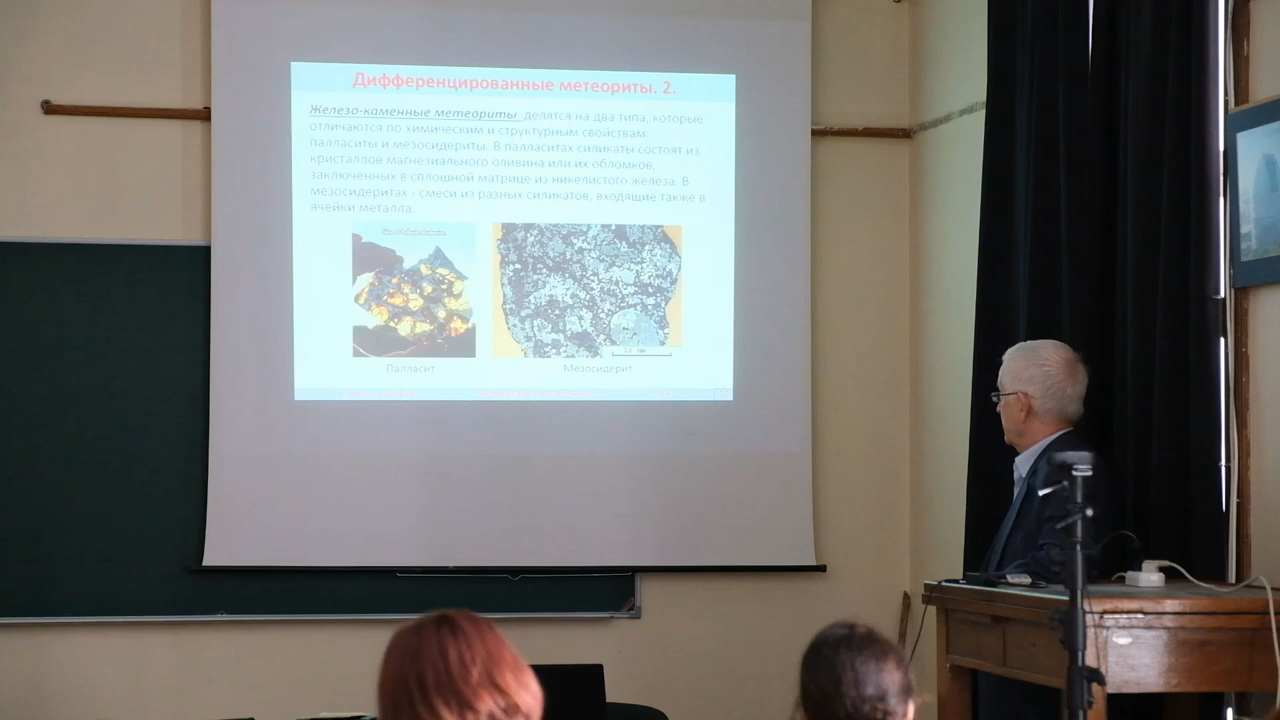 Дифференцированные метеориты. 2.
Железо-каменные метеориты делятся на два типа, которые
отличаются по химическим и структурным свойствам:
палласиты и мезосидериты. В палласитах силикаты состоят из
кристаллов магнезиального оливина или их обломков,
заключенных в сплошной матрице из никелистого железа. В
мезосидеритах - смеси из разных силикатов, входящие также в
ячейки металла.
Палласит
Мезосидерит